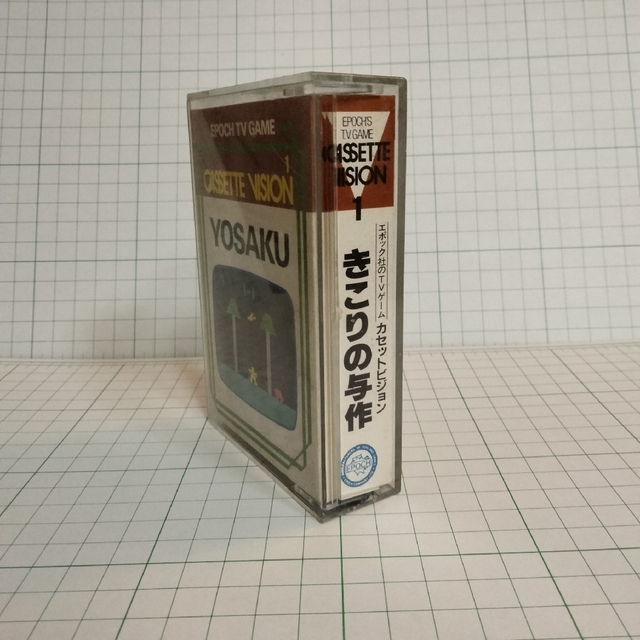 EPOCH TV GAME
1
CASSETTE VISION
YOSAKU
EPOCH'S
T.V. GAME
CASSETTE
VISION
1
エポック社のTVゲーム カセットビジョン
きこりの与作
EPOCH